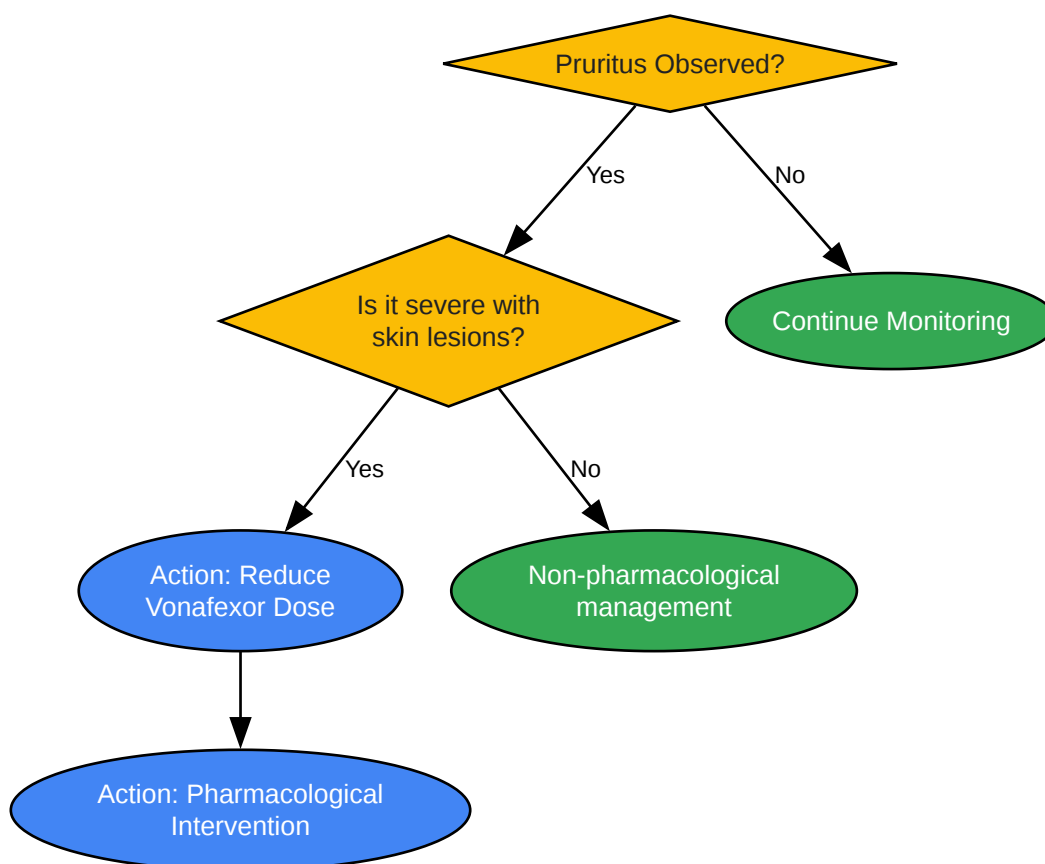 Pruritus Observed?
Yes
No
Is it severe with
skin lesions?
Continue Monitoring
Yes
No
Action: Reduce
Vonafexor Dose
Non-pharmacological
management
Action: Pharmacological
Intervention